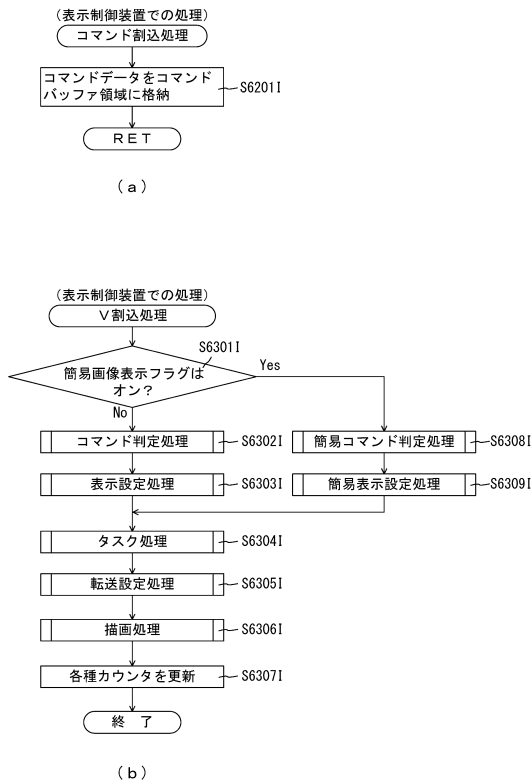 (表示制御装置での処理)
コマンド割込処理
コマンドデータをコマンド
バッファ領域に格納
S6201I
RET
(a)
(表示制御装置での処理)
V割込処理
S6301I
簡易画像表示フラグは
オン?
Yes
No
コマンド判定処理
S6302I
簡易コマンド判定処理
S6308I
表示設定処理
S6303I
簡易表示設定処理
S6309I
タスク処理
S6304I
転送設定処理
S6305I
描画処理
S6306I
各種カウンタを更新
S6307I
終 了
(b)